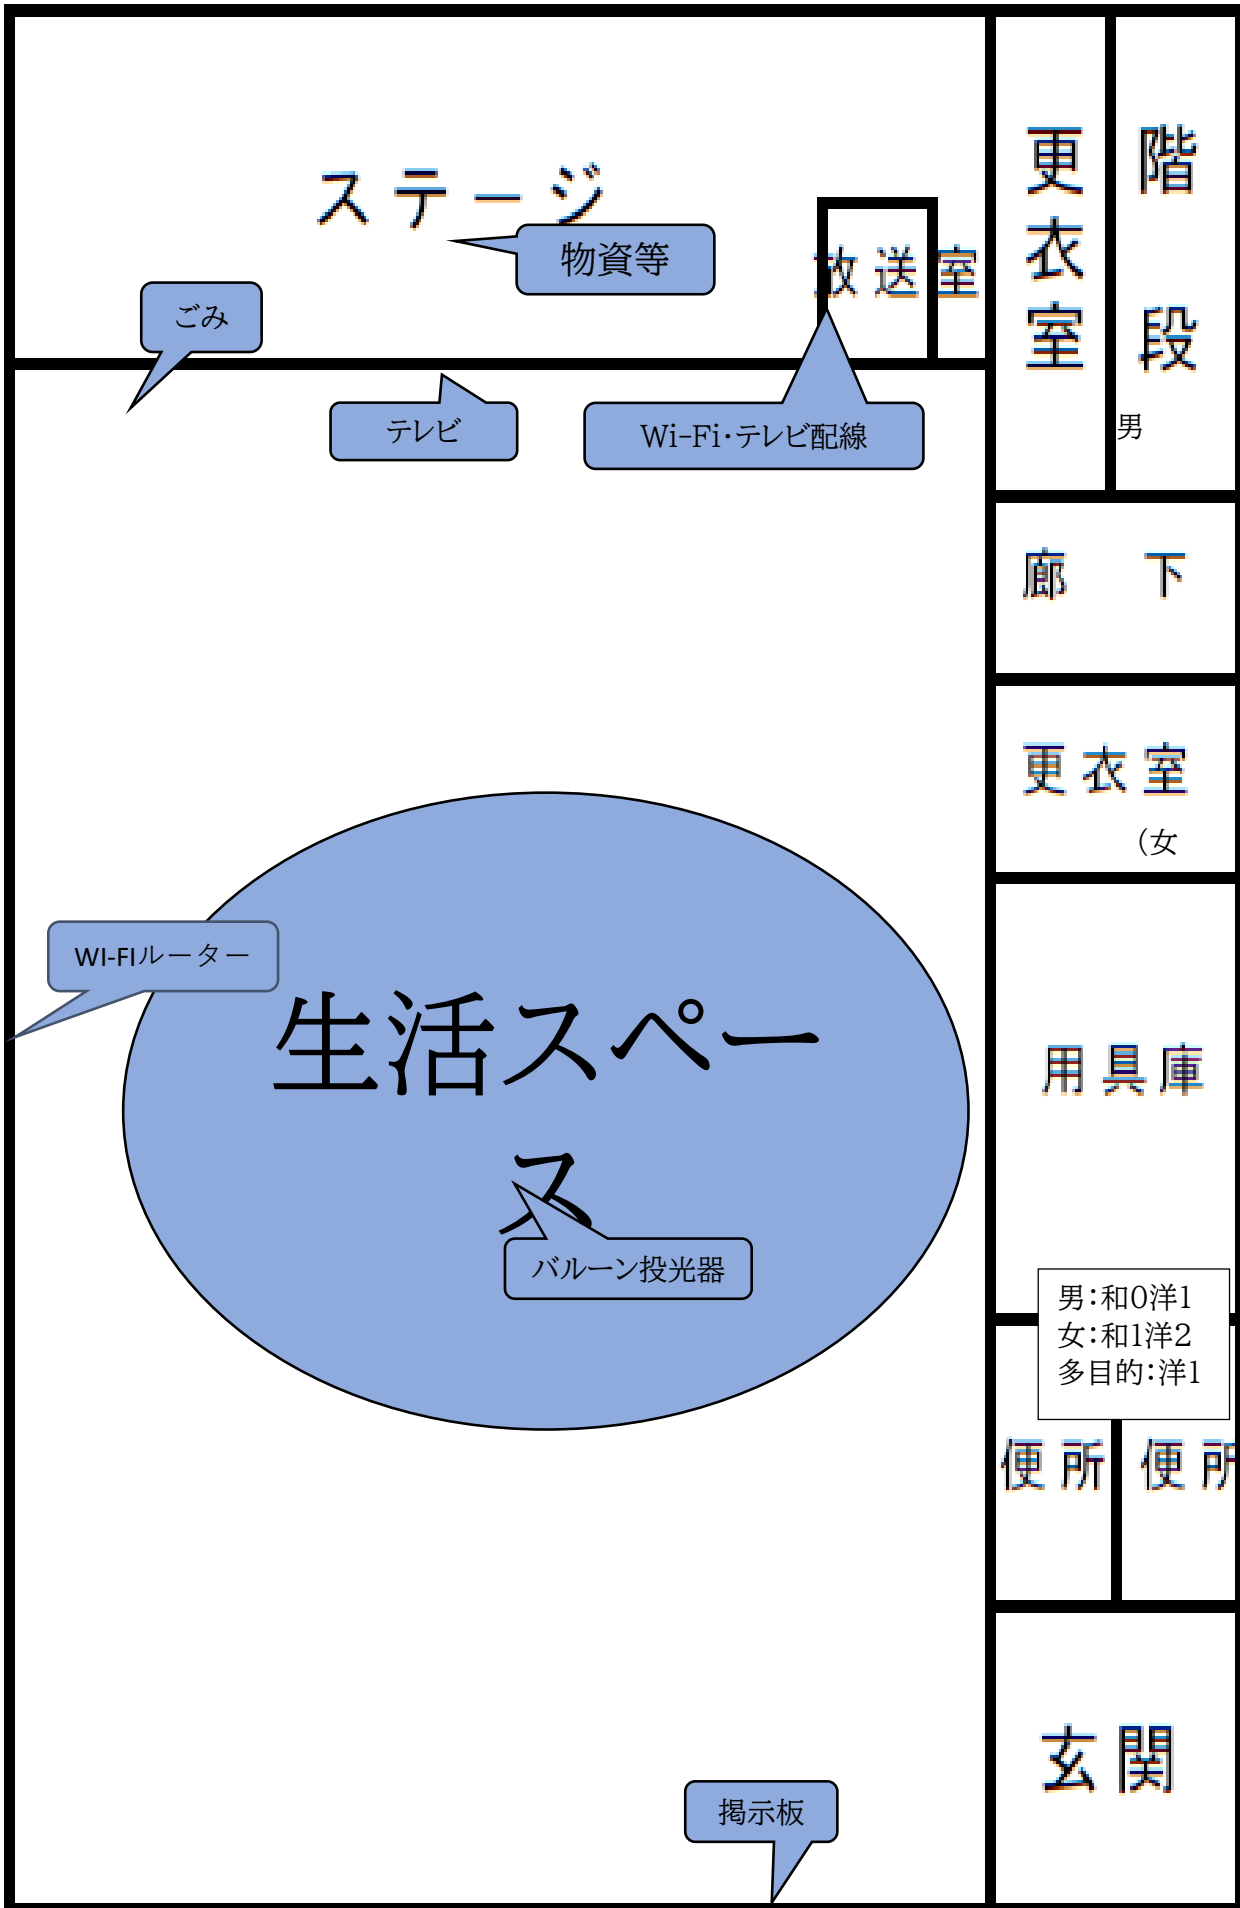 ステージ
物資等
放送室
ごみ
テレビ
Wi-Fi・テレビ配線
更衣室
階段
男
廊下
更衣室
（女
WI-FIルーター
生活スペー
ス
バルーン投光器
用具庫
男：和0洋1
女：和1洋2
多目的：洋1
便所
便所
玄関
掲示板